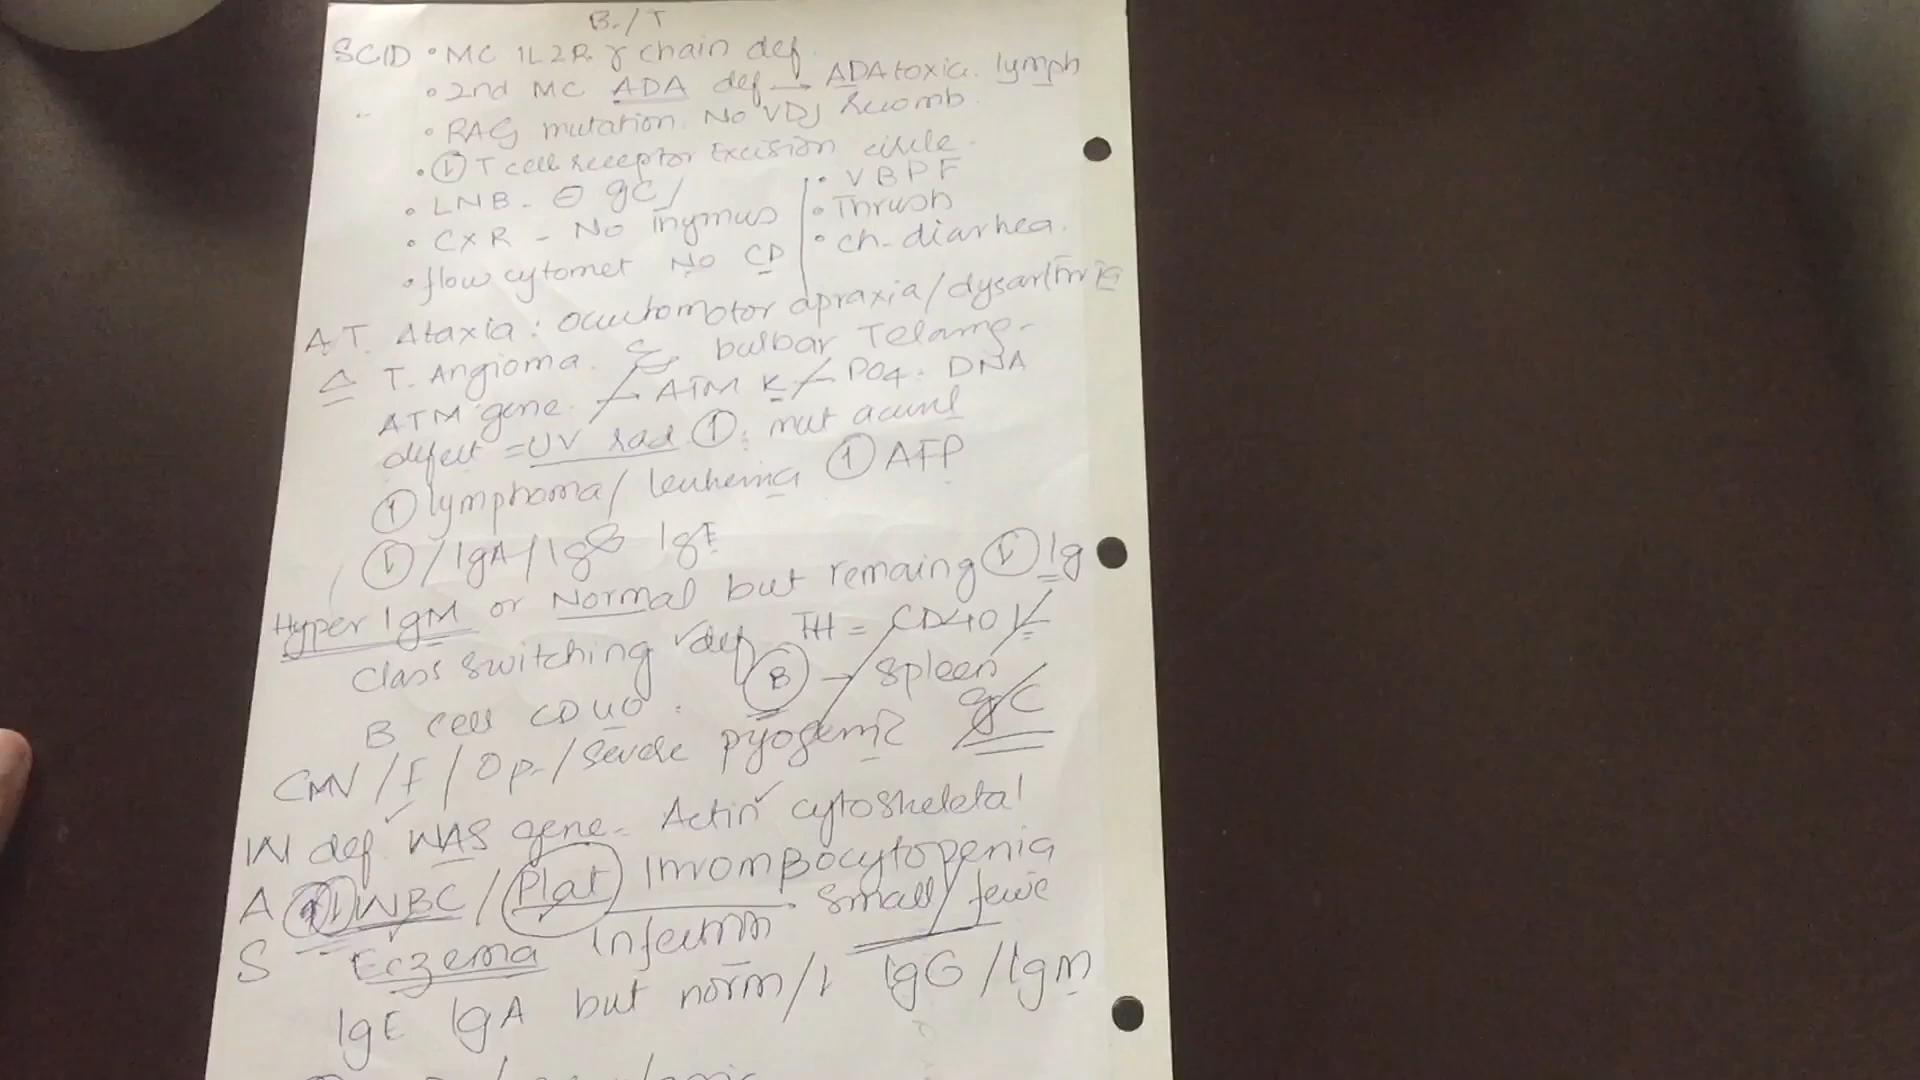 B./T
SCID • MC IL2R γ chain def.
• 2nd MC ADA def → ADA toxic. lymph
• RAG mutation. No VDJ Recomb.
• ↓ T cell receptor Excision circle.
• LNB - ⊖ gC/ • VBPF
• CXR - No Thymus • Thrush
• flow cytomet No CD • ch- diarrhea.
A.T. Ataxia: Occulomotor apraxia/dysarthria
T. Angioma. bulbar Telang-
ATM gene. → ATM K PO4. DNA
defect = UV rad ↑: mut acuml
↑ lymphoma/ leukemia ↑ AFP
↓ / IgA / IgG IgE
Hyper IgM or Normal but remaing ↓ Ig
Class switching def TH = CD40 L
B cell CD40. B → spleen gC
CMV / F / Op- / Severe pyogenic
W def WAS gene - Actin cytoskeletal
A ↓ WBC / Plat Thrombocytopenia
S Eczema Infection small/ fewe
IgE IgA but norm/↓ IgG / IgM